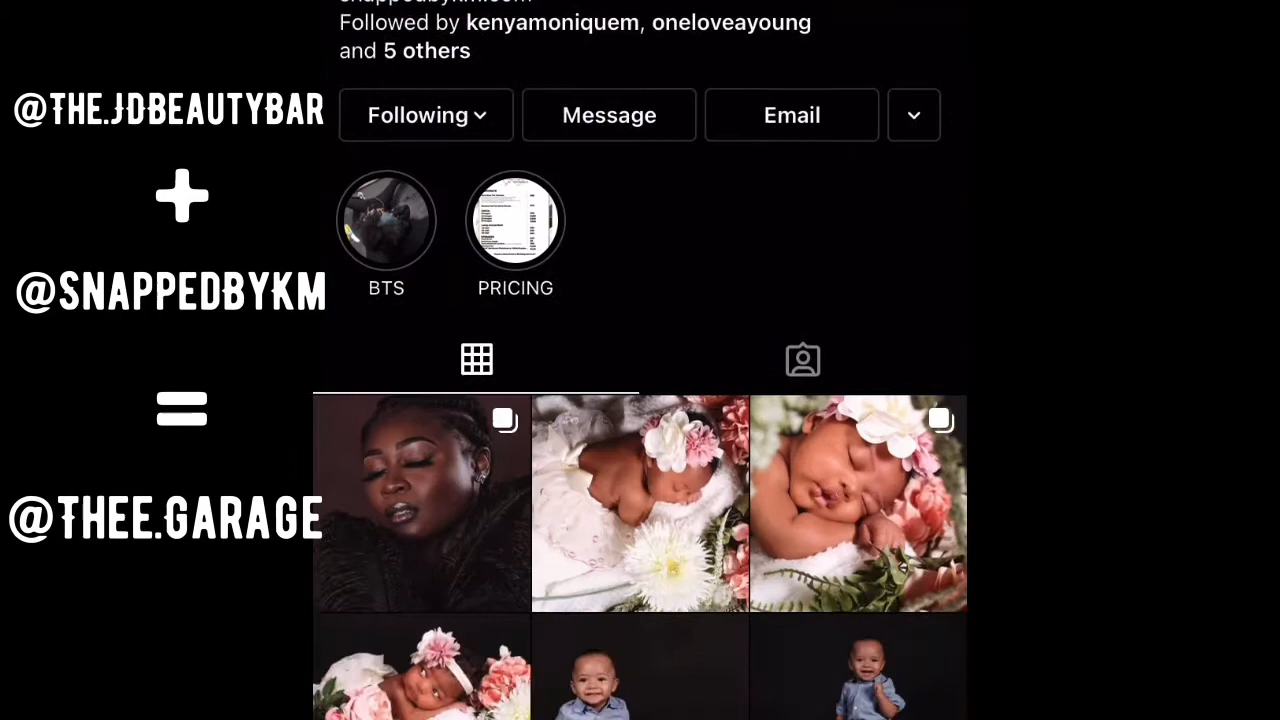 Followed by kenyamoniquem, oneloveayoung
and 5 others
@THE.JDBEAUTYBAR
Following
Message
Email
+
@SNAPPEDBYKM
BTS
PRICING
=
@THEE.GARAGE